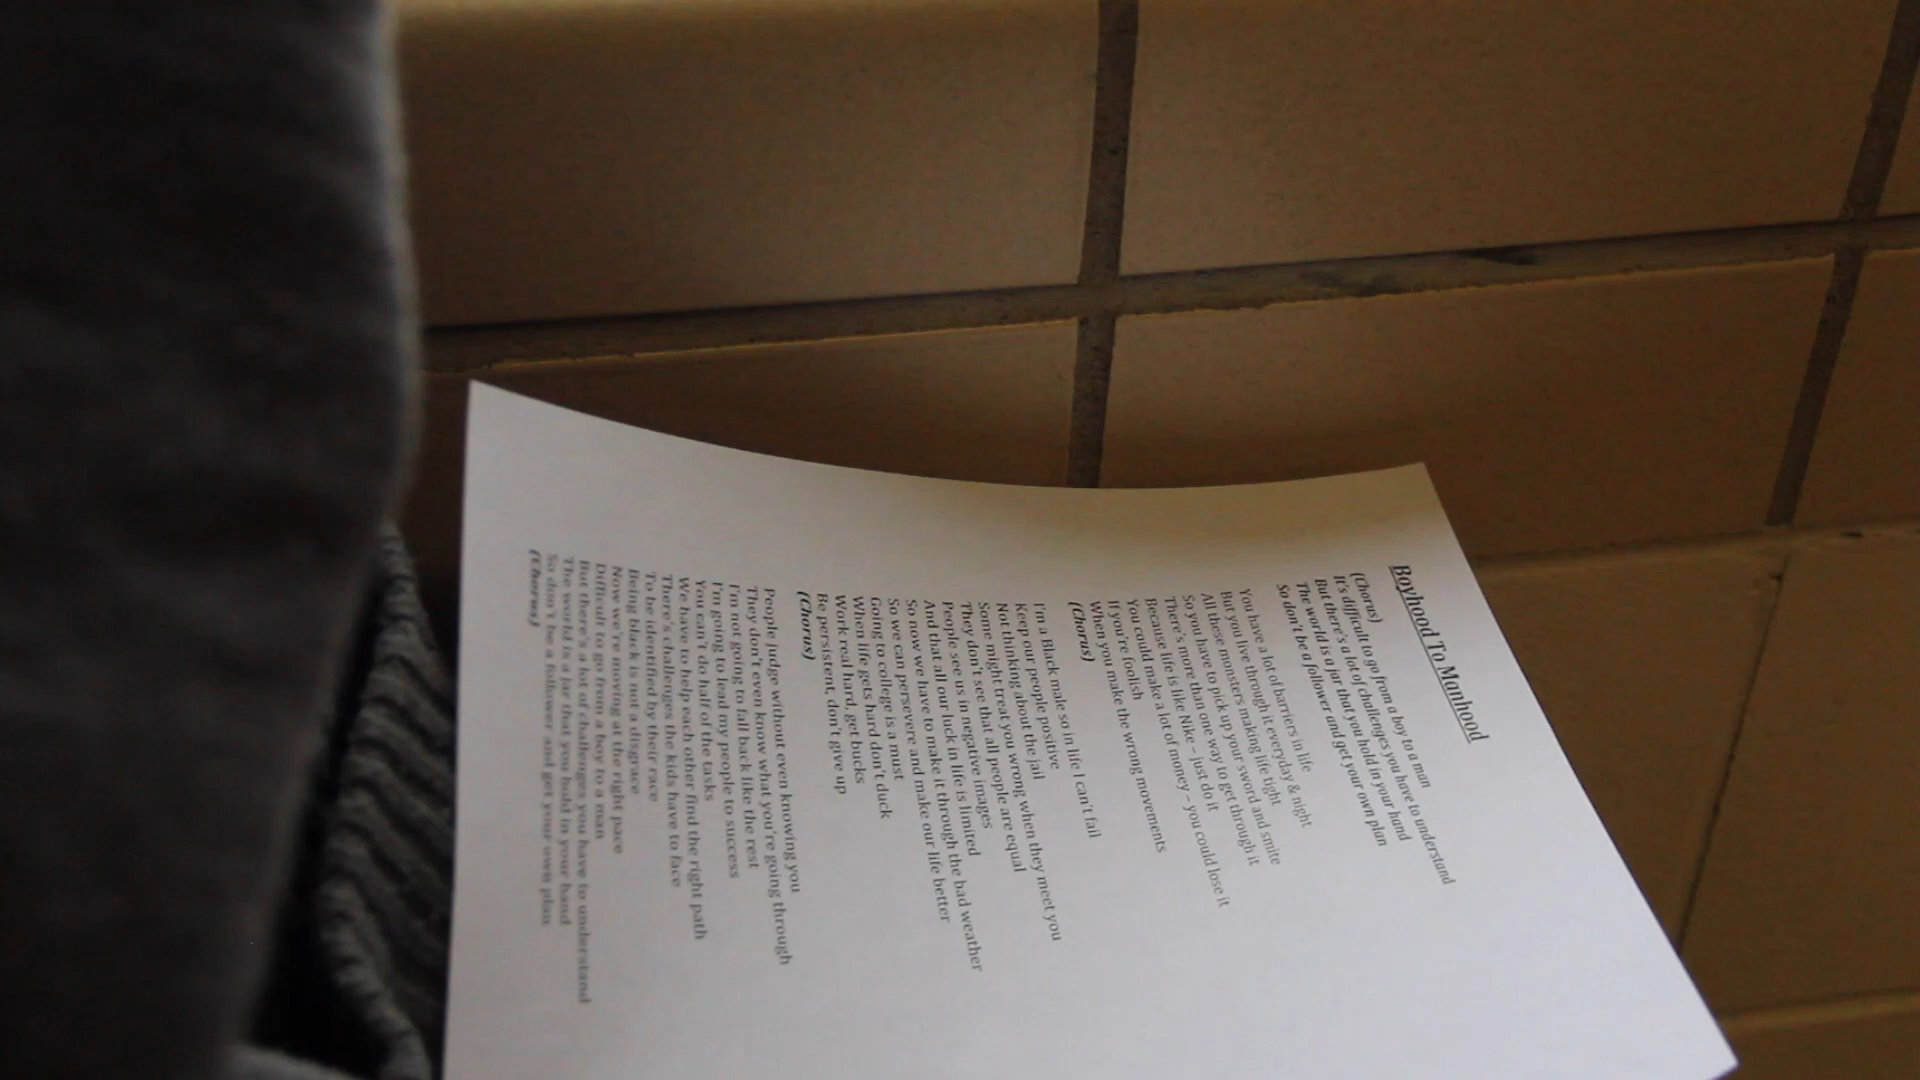 Boyhood To Manhood
(Chorus)
It's difficult to go from a boy to a man
But there's a lot of challenges you have to understand
The world is a jar that you hold in your hand
So don't be a follower and get your own plan
You have a lot of barriers in life
But you live through it everyday & night
All these monsters making life tight
So you have to pick up your sword and smite
There's more than one way to get through it
Because life is like Nike – just do it
You could make a lot of money – you could lose it
If you're foolish
When you make the wrong movements
(Chorus)
I'm a Black male so in life I can't fail
Keep our people positive
Not thinking about the jail
Some might treat you wrong when they meet you
They don't see that all people are equal
People see us in negative images
And that all our luck in life is limited
So now we have to make it through the bad weather
So we can persevere and make our life better
Going to college is a must
When life gets hard don't duck
Work real hard, get bucks
Be persistent, don't give up
(Chorus)
People judge without even knowing you
They don't even know what you're going through
I'm not going to fall back like the rest
I'm going to lead my people to success
You can't do half of the tasks
We have to help each other find the right path
There's challenges the kids have to face
To be identified by their race
Being black is not a disgrace
Now we're moving at the right pace
Difficult to go from a boy to a man
But there's a lot of challenges you have to understand
The world is a jar that you hold in your hand
So don't be a follower and get your own plan
(Chorus)